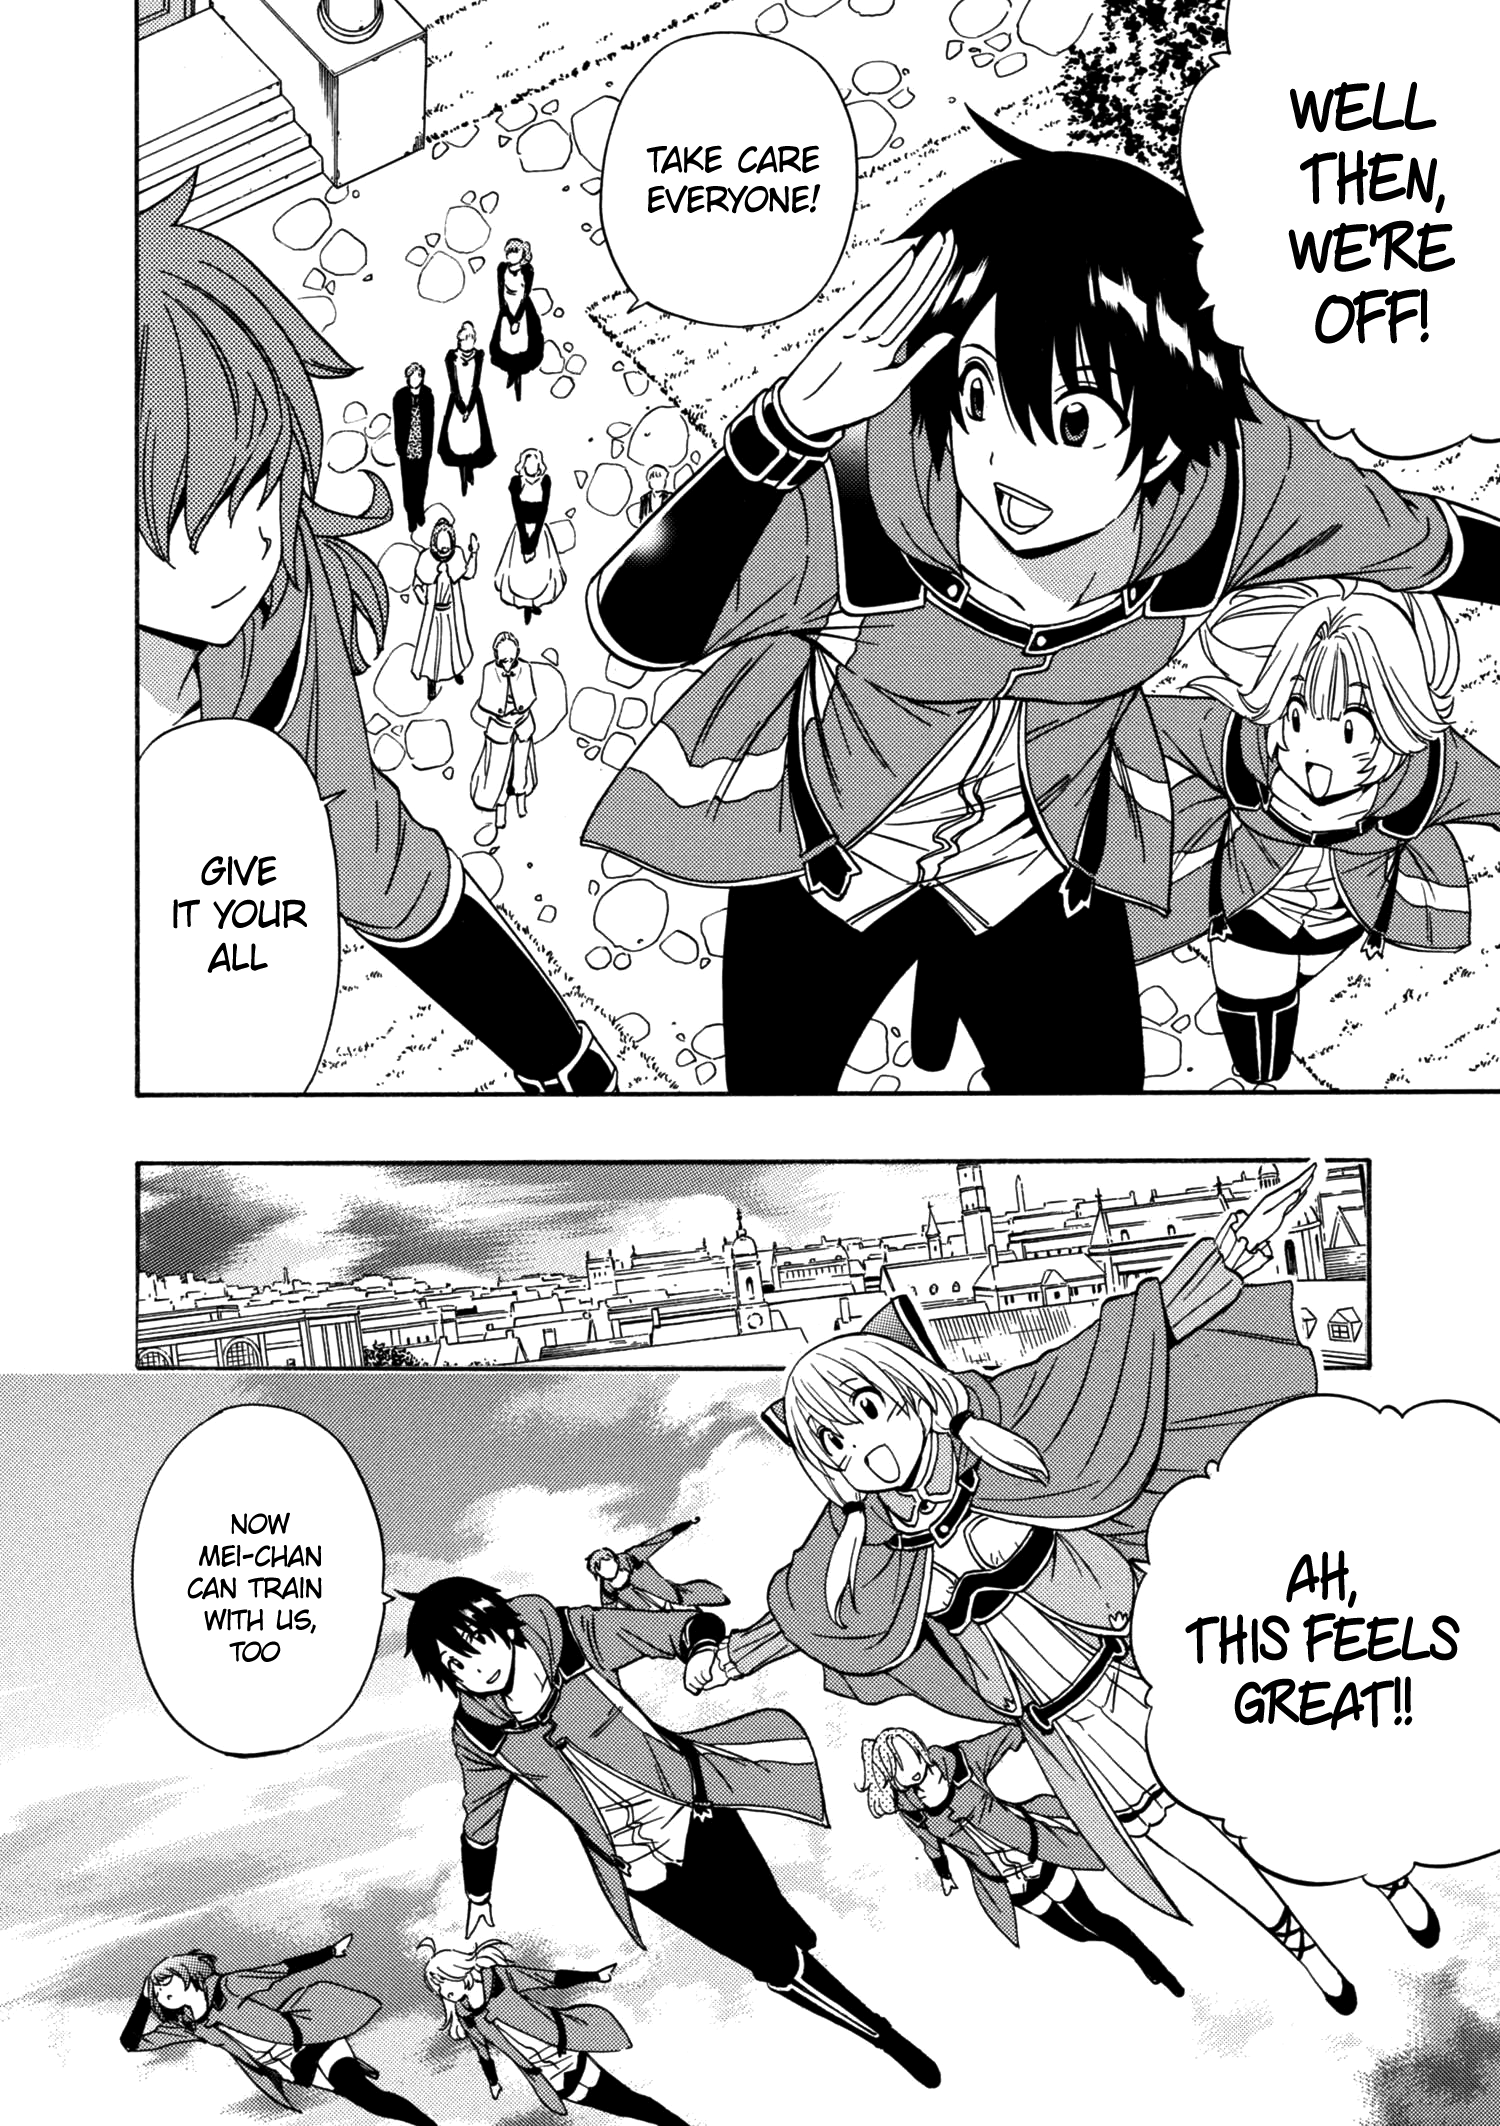 WELL
THEN,
WE'RE
OFF!
TAKE CARE
EVERYONE!
GIVE
IT YOUR
ALL
AH,
THIS FEELS
GREAT!!
NOW
MEI-CHAN
CAN TRAIN
WITH US,
TOO